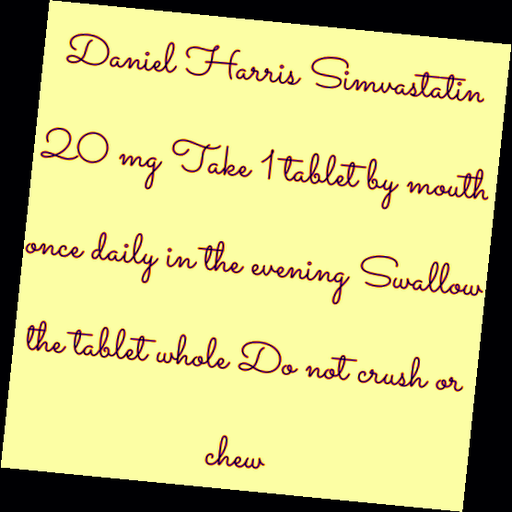 Daniel Harris Simvastatin
20 mg Take 1 tablet by mouth
once daily in the evening Swallow
the tablet whole Do not crush or
chew